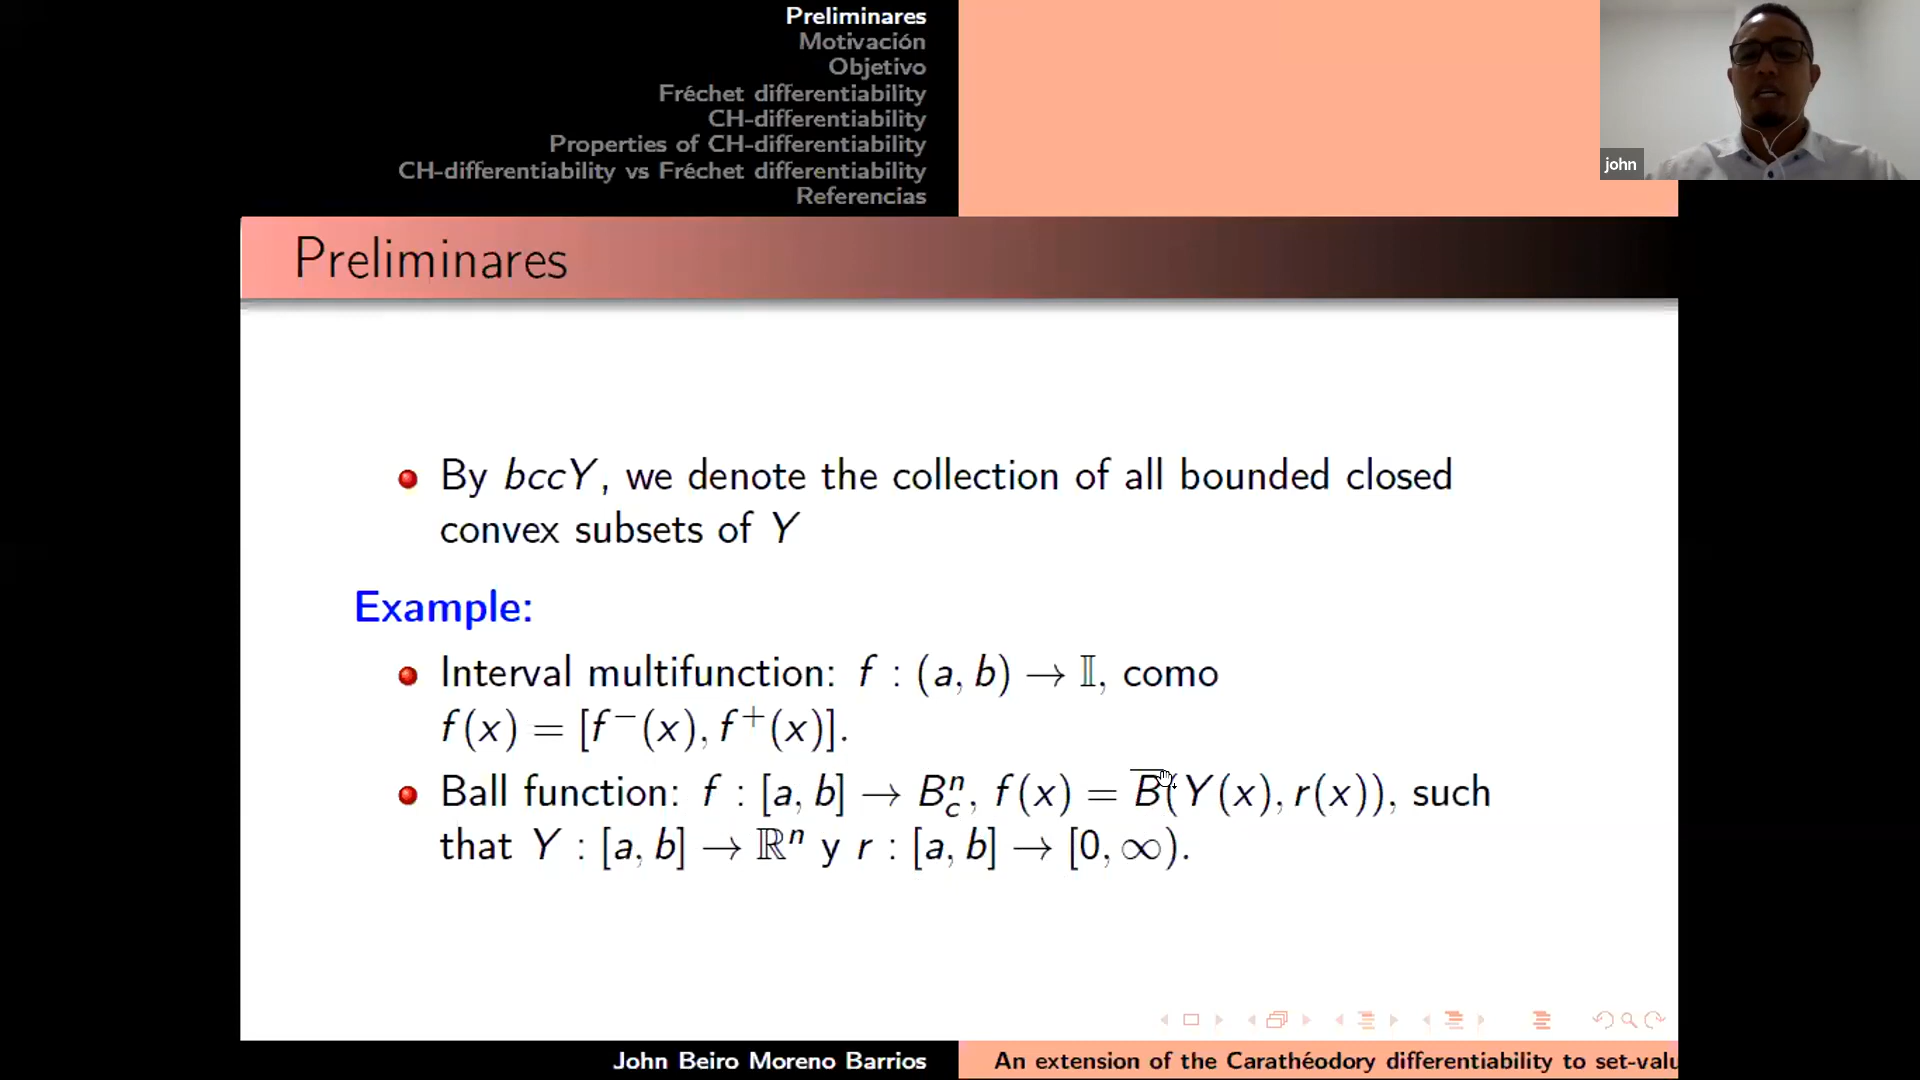 Preliminares
Motivación
Objetivo
Fréchet differentiability
CH-differentiability
Properties of CH-differentiability
CH-differentiability vs Fréchet differentiability
Referencias
john
Preliminares
By bccY, we denote the collection of all bounded closed
convex subsets of Y
Example:
Interval multifunction: f : (a, b) → 𝕀, como
f(x) = [f⁻(x), f⁺(x)].
Ball function: f : [a, b] → B_c^n, f(x) = B̅(Y(x), r(x)), such
that Y : [a, b] → ℝⁿ y r : [a, b] → [0, ∞).
John Beiro Moreno Barrios
An extension of the Carathéodory differentiability to set-valu